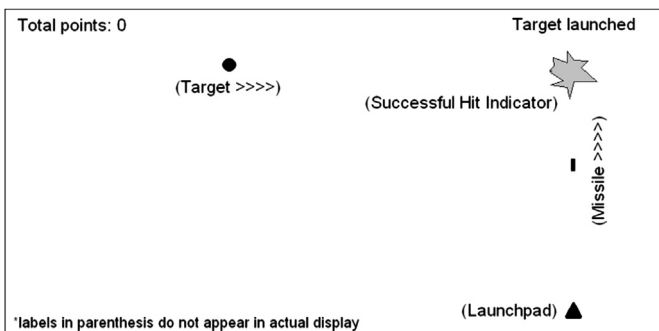 Total points: 0
Target launched
(Target >>>>)
(Successful Hit Indicator)
(Missile >>>>)
(Launchpad)
*labels in parenthesis do not appear in actual display